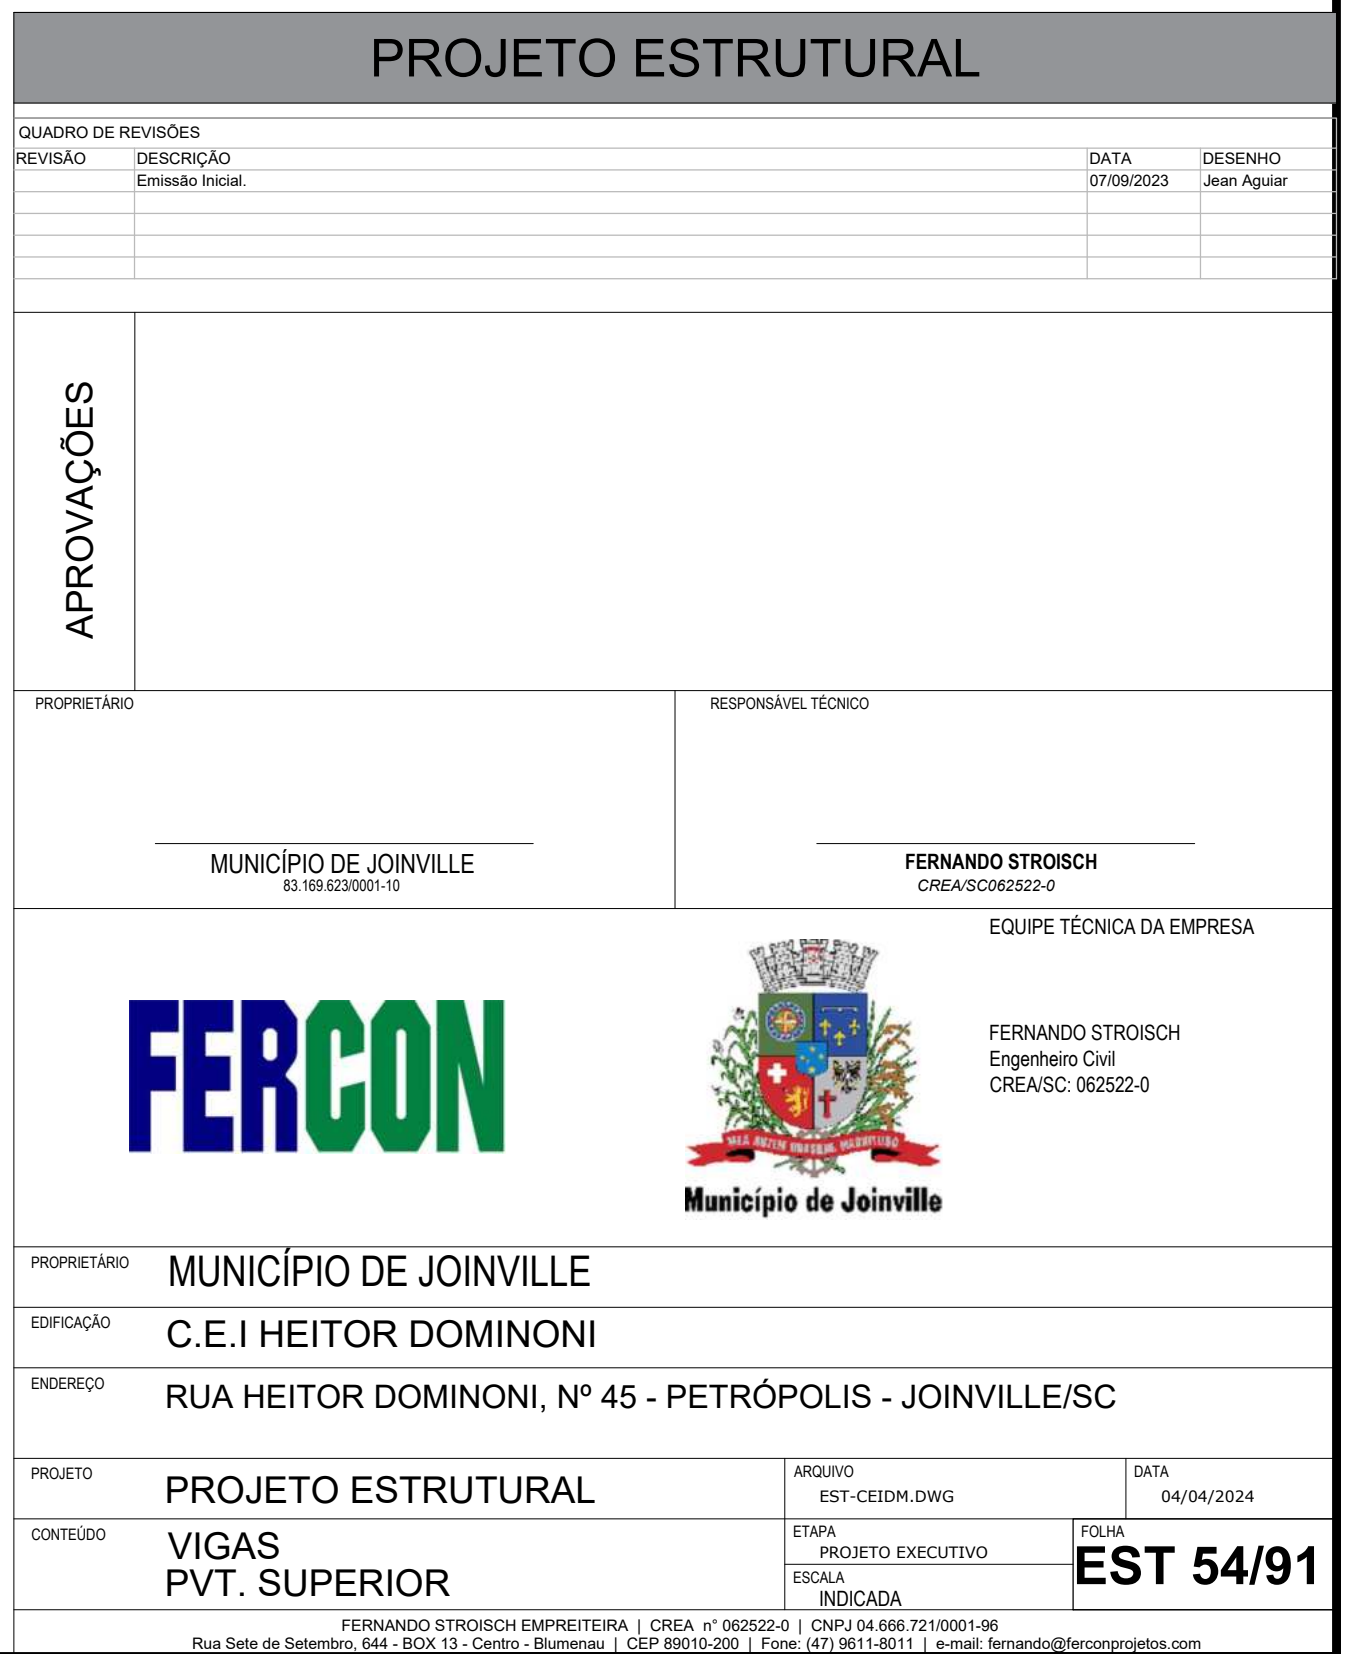 PROJETO ESTRUTURAL
QUADRO DE REVISÕES
REVISÃO DESCRIÇÃO DATA DESENHO
Emissão Inicial. 07/09/2023 Jean Aguiar
APROVAÇÕES
PROPRIETÁRIO RESPONSÁVEL TÉCNICO
MUNICÍPIO DE JOINVILLE FERNANDO STROISCH
83.169.623/0001-10 CREA/SC062522-0
EQUIPE TÉCNICA DA EMPRESA
FERCON
FERNANDO STROISCH
Engenheiro Civil
CREA/SC: 062522-0
Município de Joinville
PROPRIETÁRIO MUNICÍPIO DE JOINVILLE
EDIFICAÇÃO C.E.I HEITOR DOMINONI
ENDEREÇO RUA HEITOR DOMINONI, Nº 45 - PETRÓPOLIS - JOINVILLE/SC
PROJETO PROJETO ESTRUTURAL
ARQUIVO DATA
EST-CEIDM.DWG 04/04/2024
CONTEÚDO VIGAS
PVT. SUPERIOR
ETAPA
PROJETO EXECUTIVO
ESCALA
INDICADA
FOLHA
EST 54/91
FERNANDO STROISCH EMPREITEIRA | CREA n° 062522-0 | CNPJ 04.666.721/0001-96
Rua Sete de Setembro, 644 - BOX 13 - Centro - Blumenau | CEP 89010-200 | Fone: (47) 9611-8011 | e-mail: fernando@ferconprojetos.com